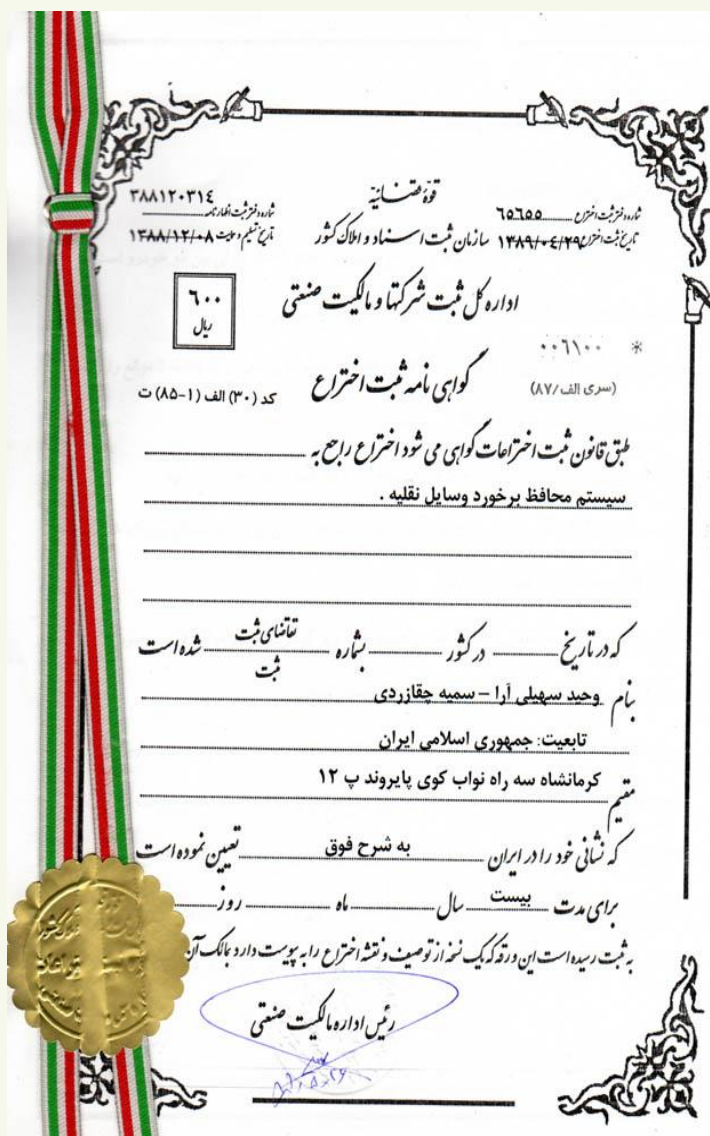 قوهٔ قضائیه
شماره دفتر ثبت اختراع ۶۵۶۵۵
شماره دفتر ثبت اظهارنامه ۳۸۸۱۲۰۳۱۴
تاریخ ثبت اختراع ۱۳۸۹/۰۴/۲۹
سازمان ثبت اسناد و املاک کشور
تاریخ تسلیم و حمایت ۱۳۸۸/۱۲/۰۸
اداره کل ثبت شرکتها و مالکیت صنعتی
۶۰۰
ریال
* ۰۰۶۱۰۰
(سری الف/۸۷)
گواهی نامه ثبت اختراع
کد (۳۰) الف (۱-۸۵) ت
طبق قانون ثبت اختراعات گواهی می شود اختراع راجع به
سیستم محافظ برخورد وسایل نقلیه .
که در تاریخ در کشور بشماره تقاضای ثبت شده است
ثبت
بنام وحید سهیلی آرا - سمیه چقازردی
تابعیت: جمهوری اسلامی ایران
مقیم کرمانشاه سه راه نواب کوی پایروند پ ۱۲
که نشانی خود را در ایران به شرح فوق تعیین نموده است
برای مدت بیست سال ماه روز
به ثبت رسیده است این ورقه که یک نسخه از توصیف و نقشه اختراع را به پیوست دارد بمالک آن
رئیس اداره مالکیت صنعتی